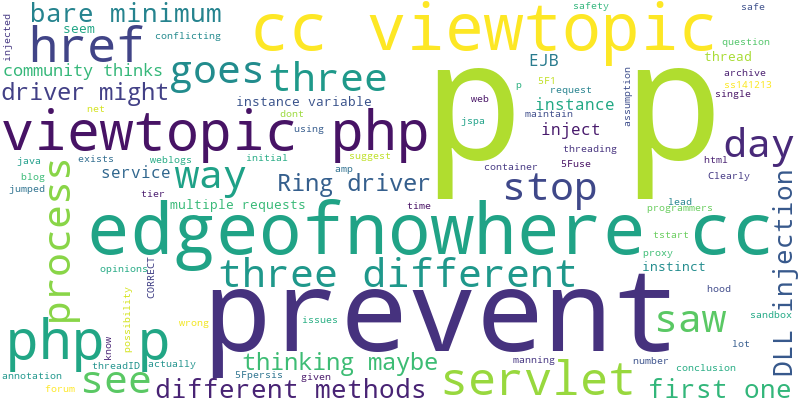 bare minimum
cc viewtopic
safety
safe
injected
href
seem
conflicting
p p
question
community thinks
goes
three
EJB
thread
driver might
instance variable
5F1
request
archive
ss141213
p
web
maintain
assumption
instance
single
viewtopic php
dont
net
using
jspa
inject
threading
day
java
exists
weblogs
initial
suggest
container
5Fuse
html
blog
service
way
amp
Ring driver
stop
Clearly
jumped
tier
process
multiple requests
time
lead
programmers
DLL injection
edgeofnowhere cc
tstart
opinions
CORRECT
three different
proxy
instinct
prevent
hood
possibility
wrong
issues
saw
sandbox
php p
know
number
lot
threadID
actually
thinking maybe
manning
conclusion
annotation
see
5Fpersis
given
servlet
forum
different methods
first one